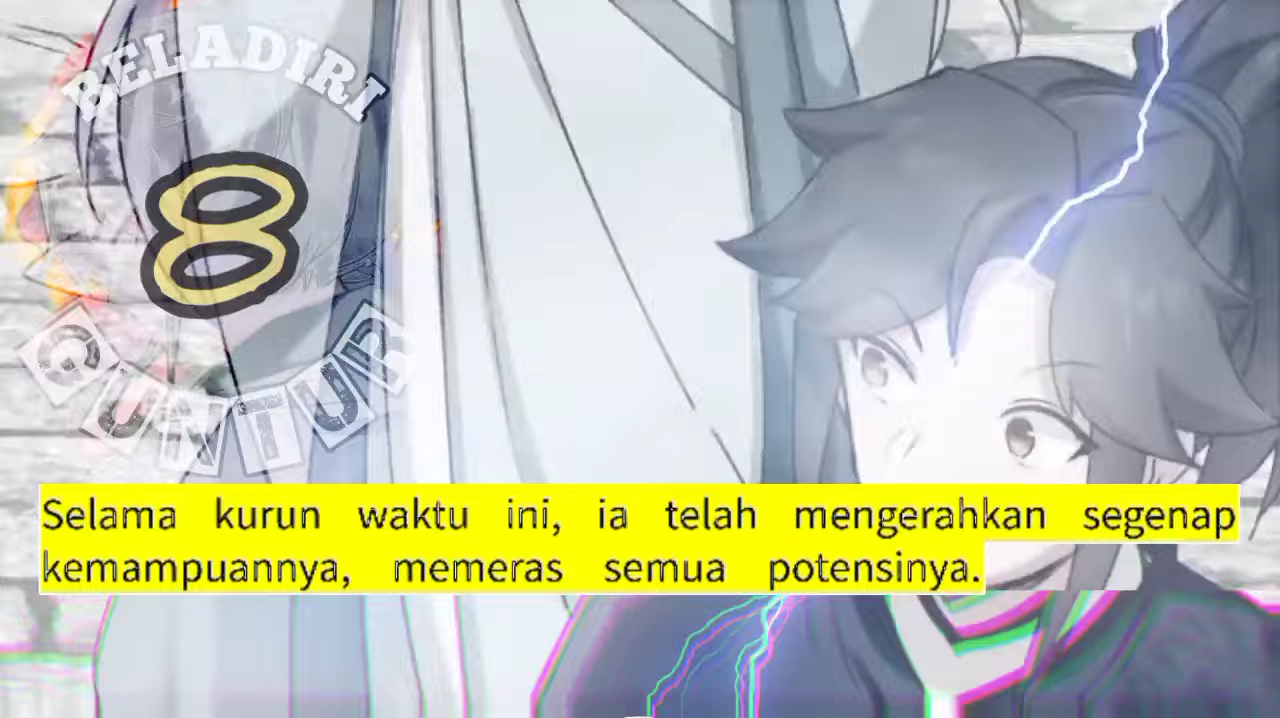 BELADIRI
8
GUNTUR
Selama kurun waktu ini, ia telah mengerahkan segenap
kemampuannya, memeras semua potensinya.